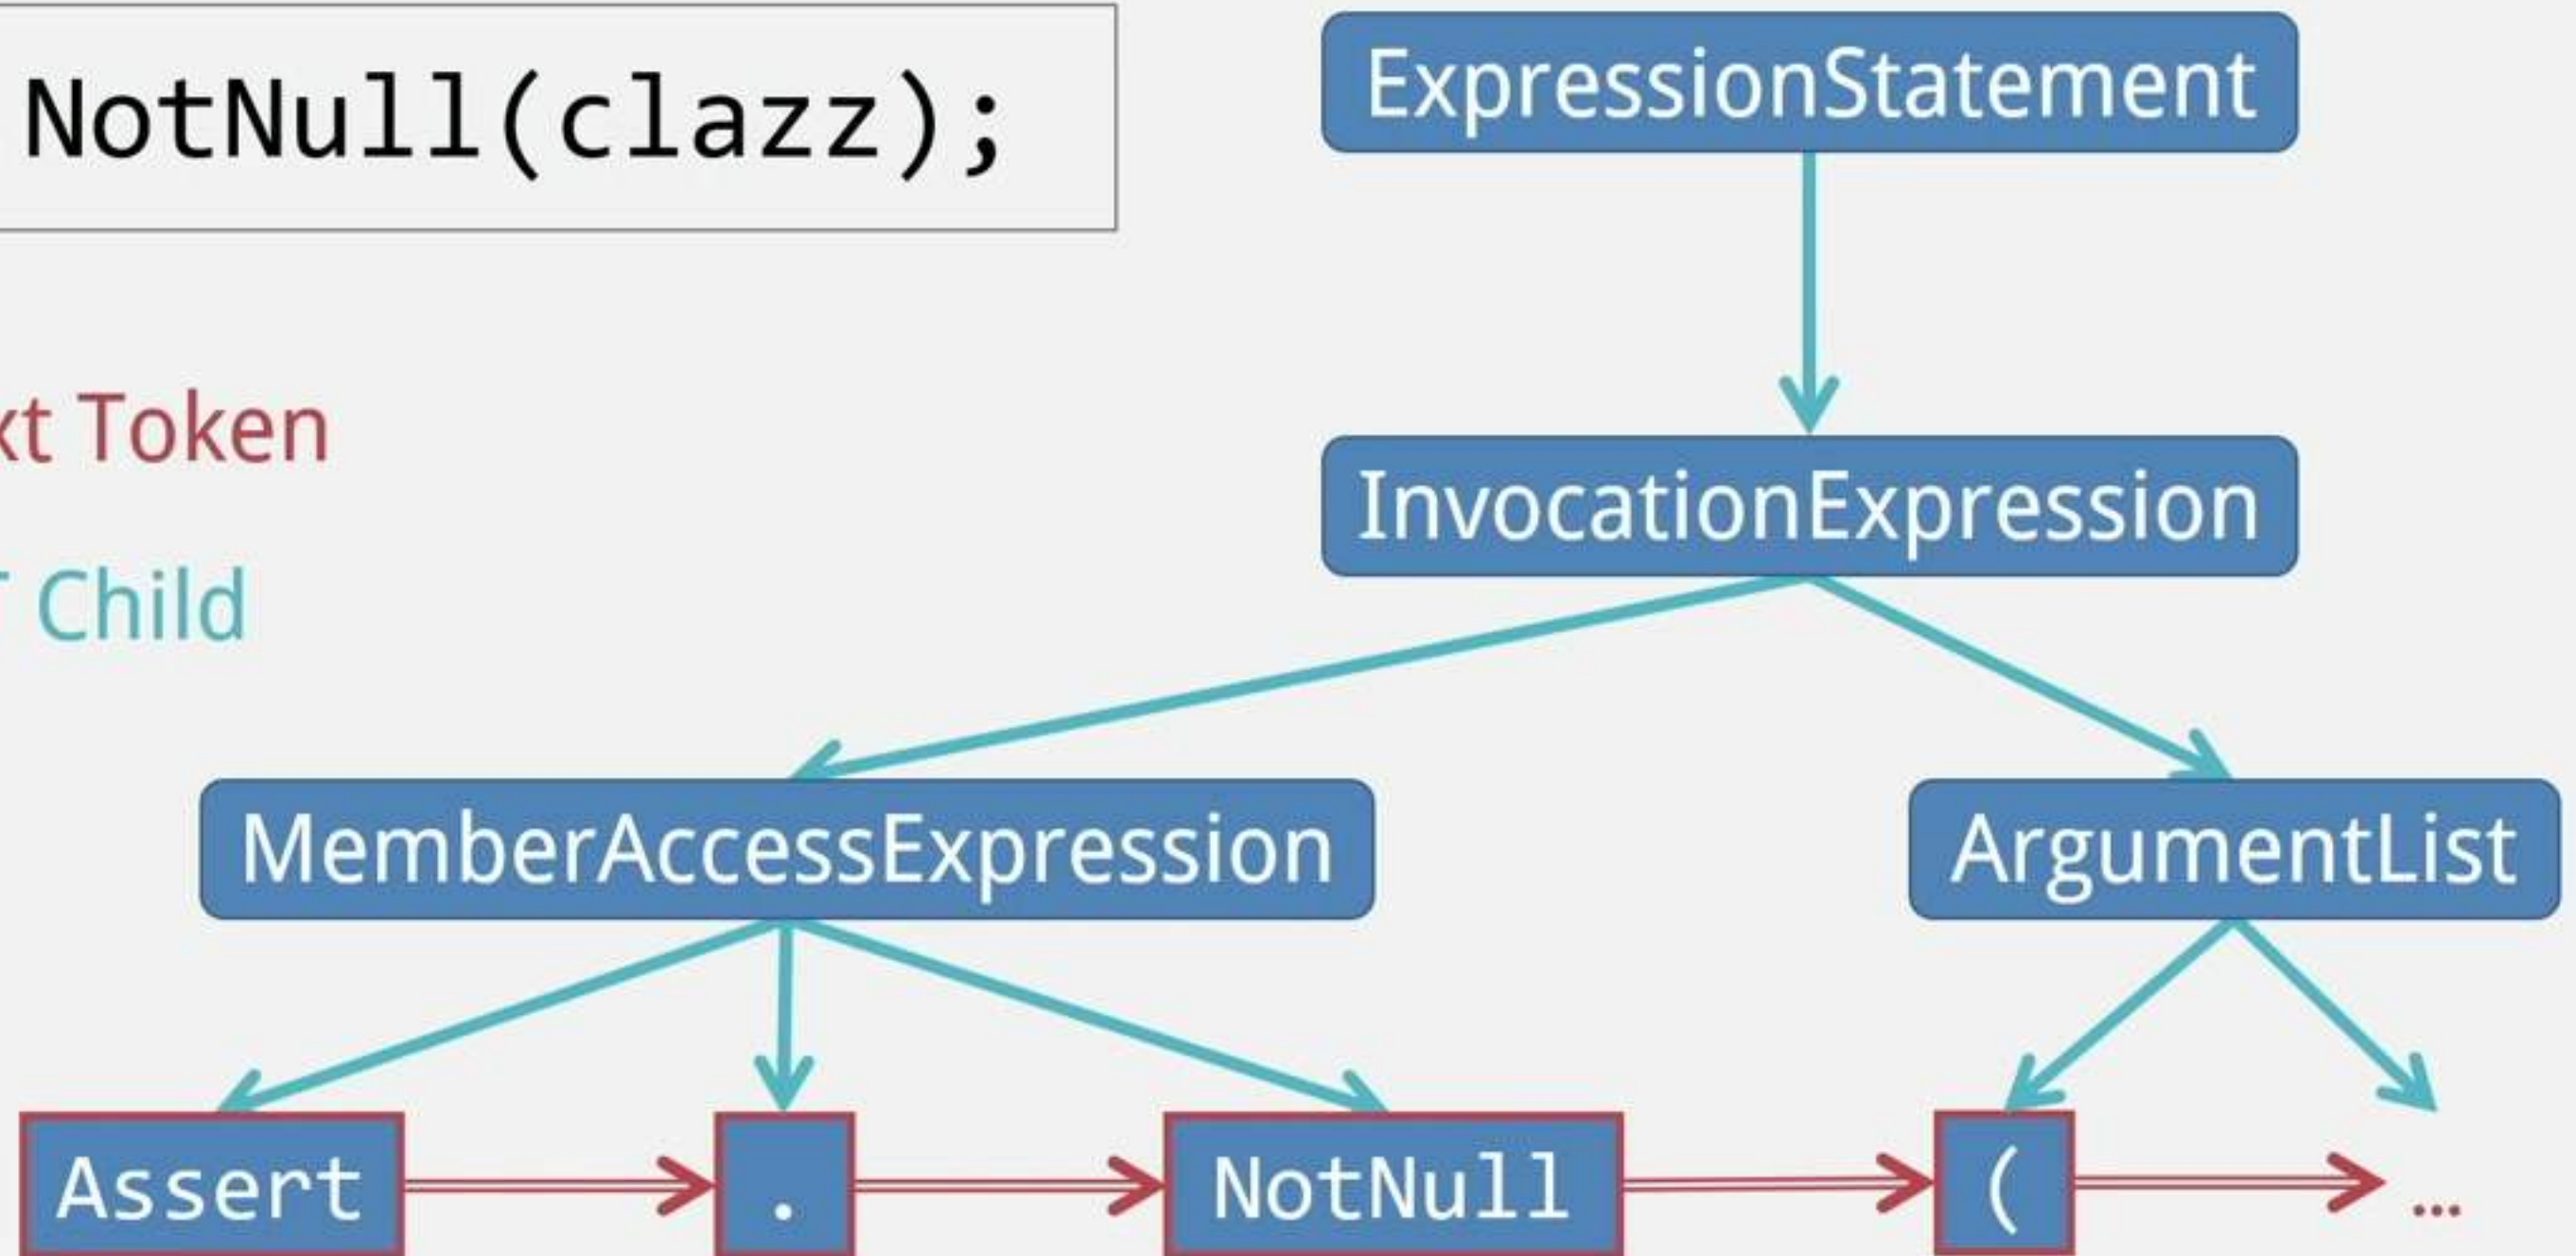 NotNull(clazz);
ExpressionStatement
xt Token
InvocationExpression
Child
MemberAccessExpression
ArgumentList
Assert
.
NotNull
(
...